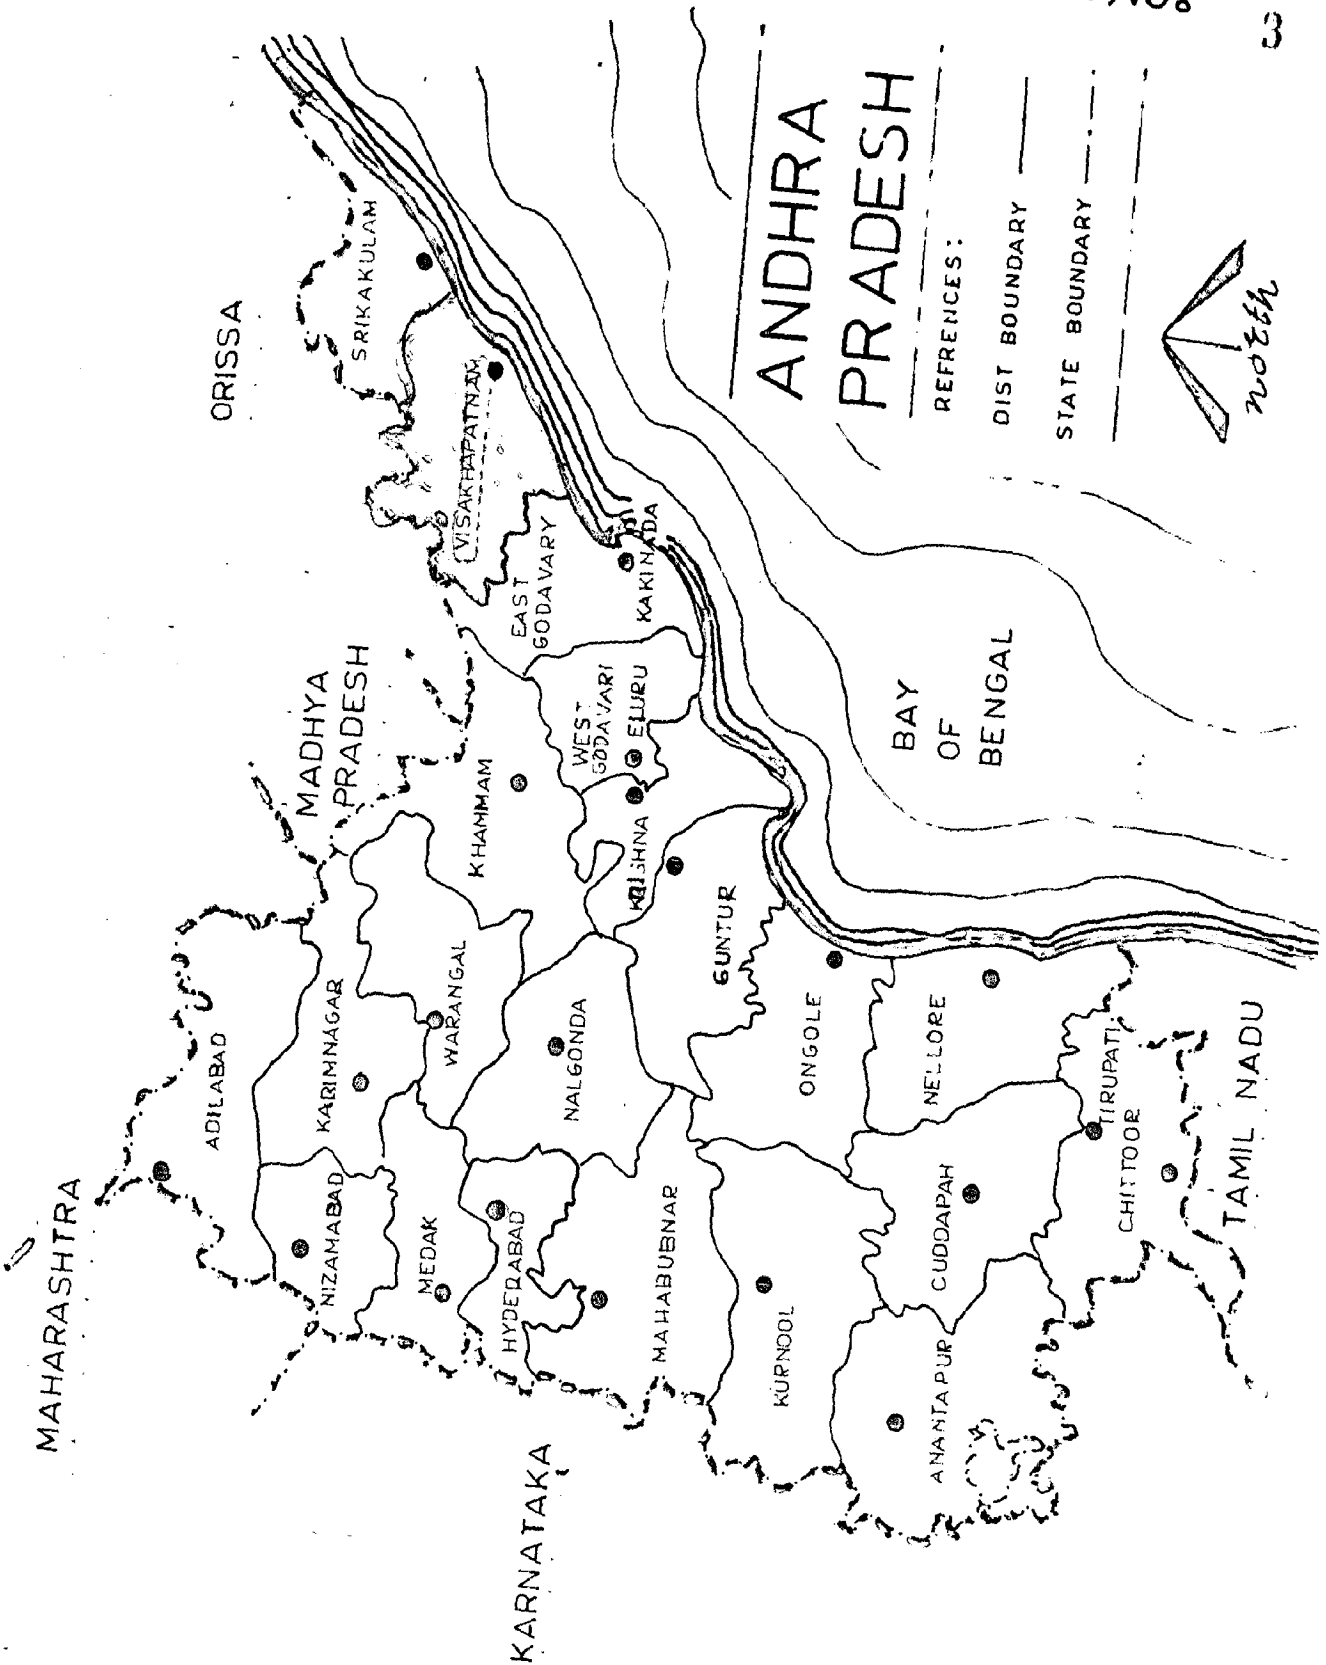 MAHARASHTRA
ORISSA
MADHYA
PRADESH
KARNATAKA
TAMIL NADU
ADILABAD
NIZAMABAD
KARIMNAGAR
MEDAK
WARANGAL
KHAMMAM
HYDERABAD
NALGONDA
MAHABUBNAR
SRIKAKULAM
VISAKHAPATNAM
EAST
GODAVARY
KAKINADA
WEST
GODAVARI
ELURU
KRISHNA
GUNTUR
ONGOLE
KURNOOL
NELLORE
CUDDAPAH
ANANTAPUR
TIRUPATI
CHITTOOR
BAY
OF
BENGAL
ANDHRA
PRADESH
REFRENCES:
DIST BOUNDARY
STATE BOUNDARY
North
3